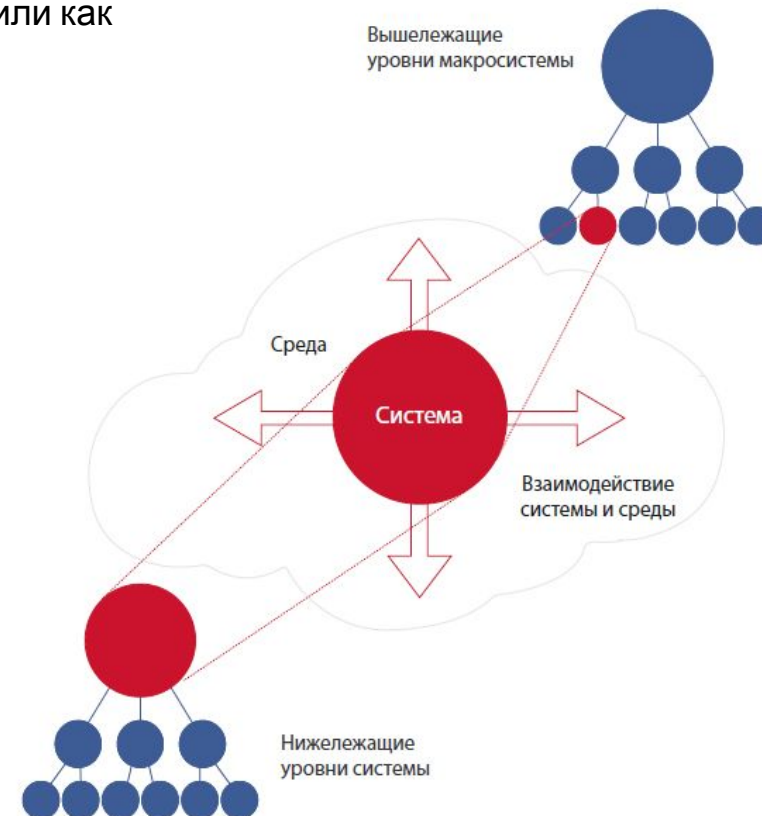 или как
Вышележащие
уровни макросистемы
Среда
Система
Взаимодействие
системы и среды
Нижележащие
уровни системы